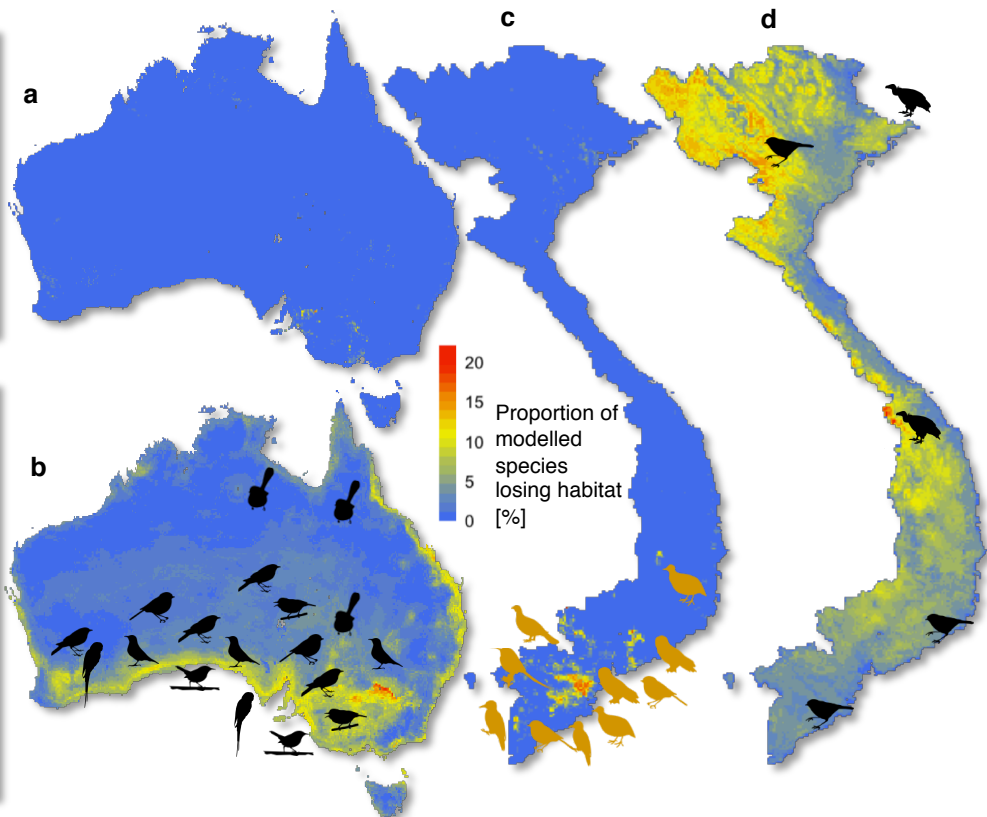 a
b
c
d
20
15
10
5
0
Proportion of
modelled
species
losing habitat
[%]